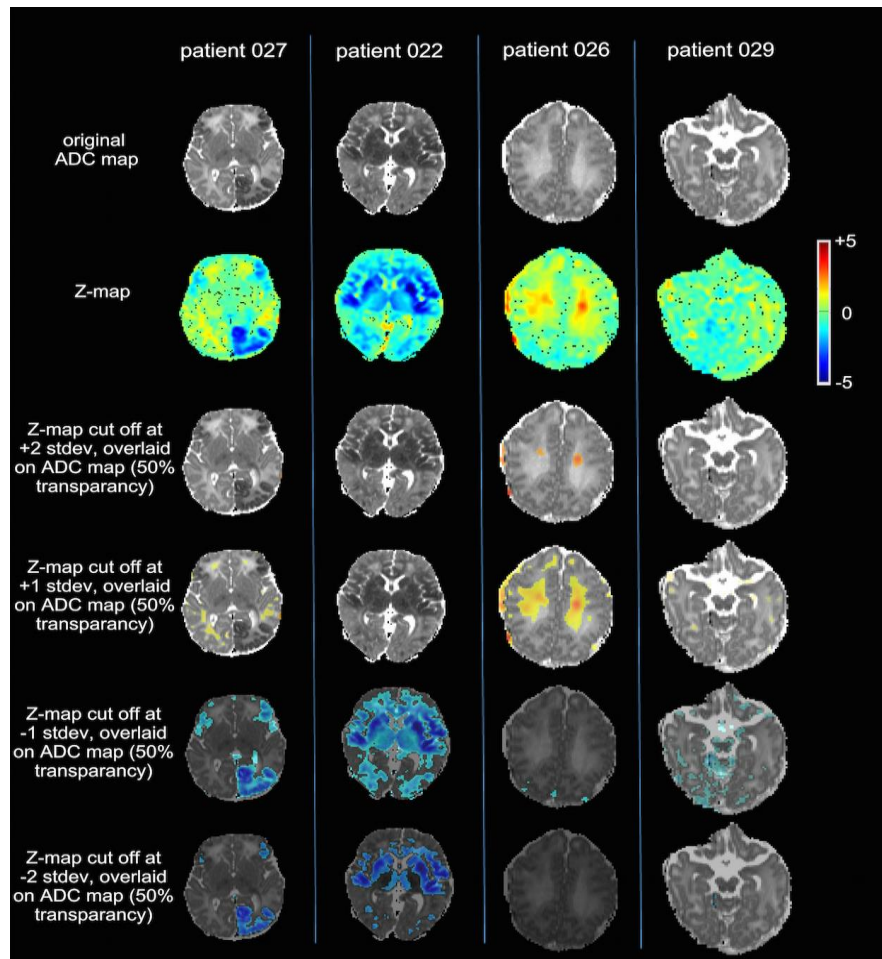 patient 027
patient 022
patient 026
patient 029
original
ADC map
Z-map
+5
0
-5
Z-map cut off at
+2 stdev, overlaid
on ADC map (50%
transparancy)
Z-map cut off at
+1 stdev, overlaid
on ADC map (50%
transparancy)
Z-map cut off at
-1 stdev, overlaid
on ADC map (50%
transparancy)
Z-map cut off at
-2 stdev, overlaid
on ADC map (50%
transparancy)